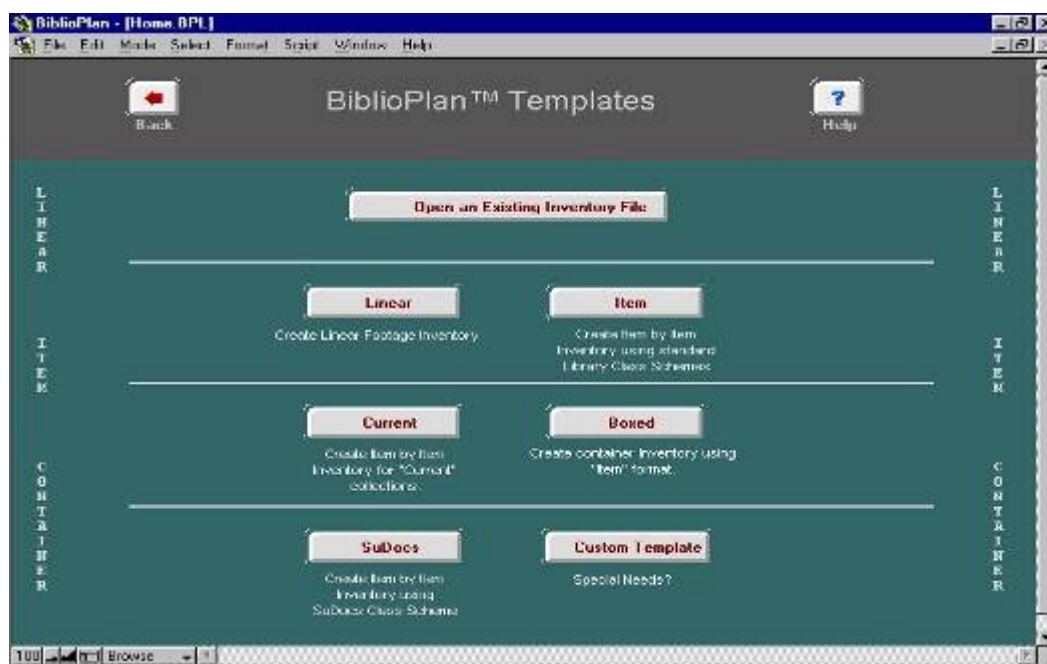 BiblioPlan - [Home.BPL]
File Edit Mode Select Format Script Window Help
BiblioPlan™ Templates
Back
Help
Open an Existing Inventory File
LINEAR
LINEAR
Linear
Create Linear Footage Inventory
Item
Create Item by Item
Inventory using standard
Library Class Schemes
ITEM
ITEM
Current
Create Item by Item
Inventory for "Current"
collections.
Boxed
Create container Inventory using
"Item" format.
CONTAINER
CONTAINER
SuDocs
Create Item by Item
Inventory using
SuDocs Class Scheme
Custom Template
Special Needs?
100 Browse